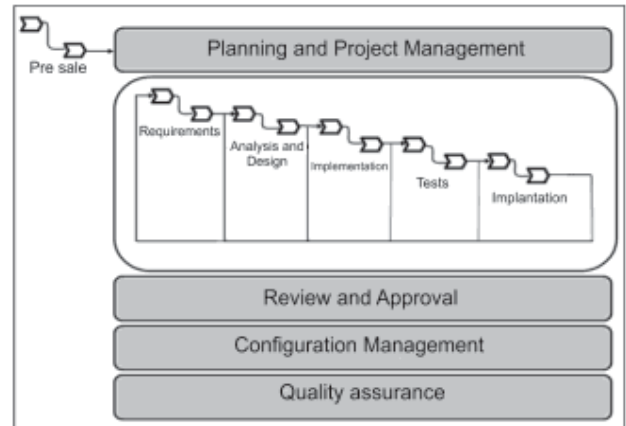 Planning and Project Management
Pre sale
Requirements
Analysis and
Design
Implementation
Tests
Implantation
Review and Approval
Configuration Management
Quality assurance